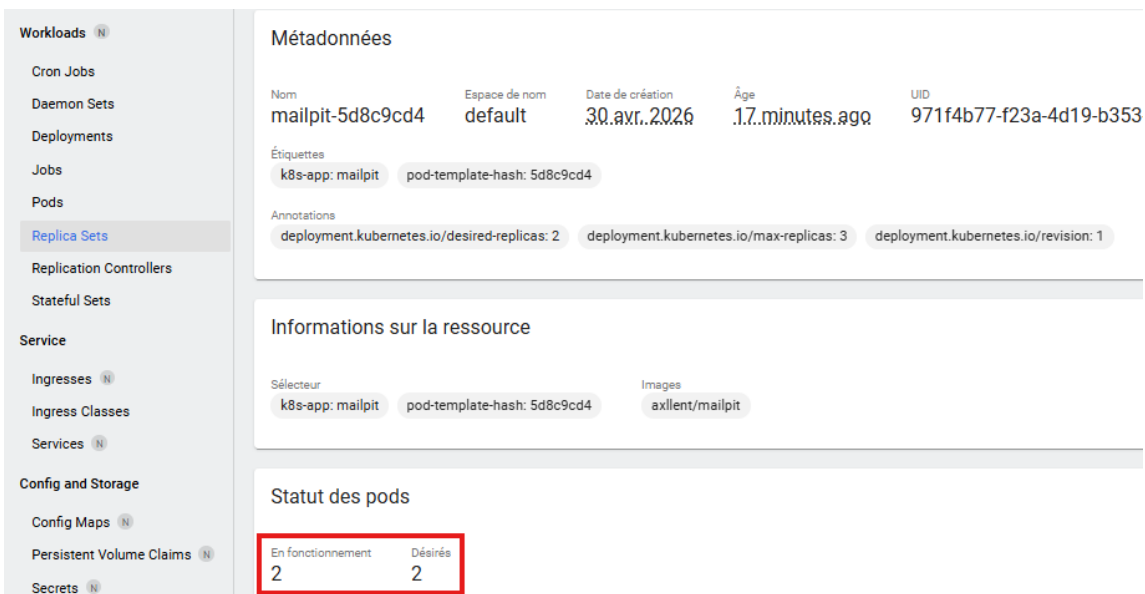 Workloads N
Cron Jobs
Daemon Sets
Deployments
Jobs
Pods
Replica Sets
Replication Controllers
Stateful Sets
Service
Ingresses N
Ingress Classes
Services N
Config and Storage
Config Maps N
Persistent Volume Claims N
Secrets N
Métadonnées
Nom Espace de nom Date de création Âge UID
mailpit-5d8c9cd4 default 30 avr. 2026 17 minutes ago 971f4b77-f23a-4d19-b353
Étiquettes
k8s-app: mailpit pod-template-hash: 5d8c9cd4
Annotations
deployment.kubernetes.io/desired-replicas: 2 deployment.kubernetes.io/max-replicas: 3 deployment.kubernetes.io/revision: 1
Informations sur la ressource
Sélecteur Images
k8s-app: mailpit pod-template-hash: 5d8c9cd4 axllent/mailpit
Statut des pods
En fonctionnement Désirés
2 2